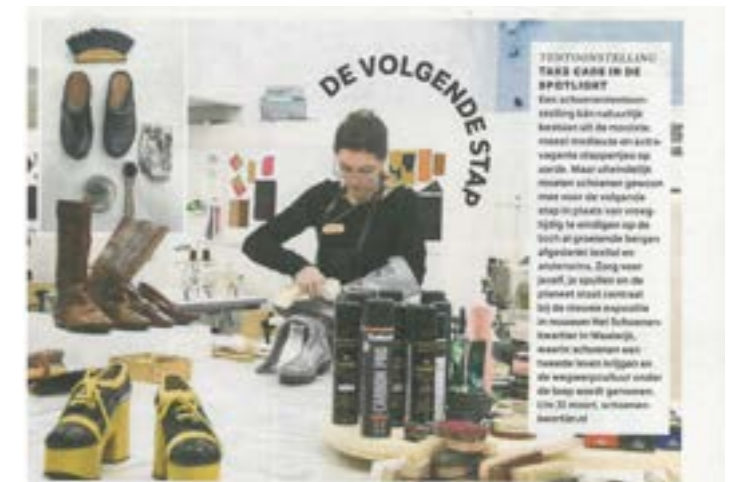 DE VOLGENDE STAP
TENTOONSTELLING
TAKE CARE IN DE
SPOTLIGHT
Een schoenententoon-
stelling kan natuurlijk
bestaan uit de mooiste,
meest modieuze en extra-
vagante stappertjes op
aarde. Maar uiteindelijk
moeten schoenen gewoon
mee voor de volgende
stap in plaats van vroeg-
tijdig te eindigen op de
toch al groeiende bergen
afgedankt textiel en
Zorg voor
jezelf, je spullen en de
planeet staat centraal
bij de nieuwe expositie
in museum Het Schoenen-
kwartier in Waalwijk,
waarin schoenen een
tweede leven krijgen en
de wegwerpcultuur onder
de loep wordt genomen.
t/m 31 maart, schoenen-
kwartier.nl
CARBON PRO